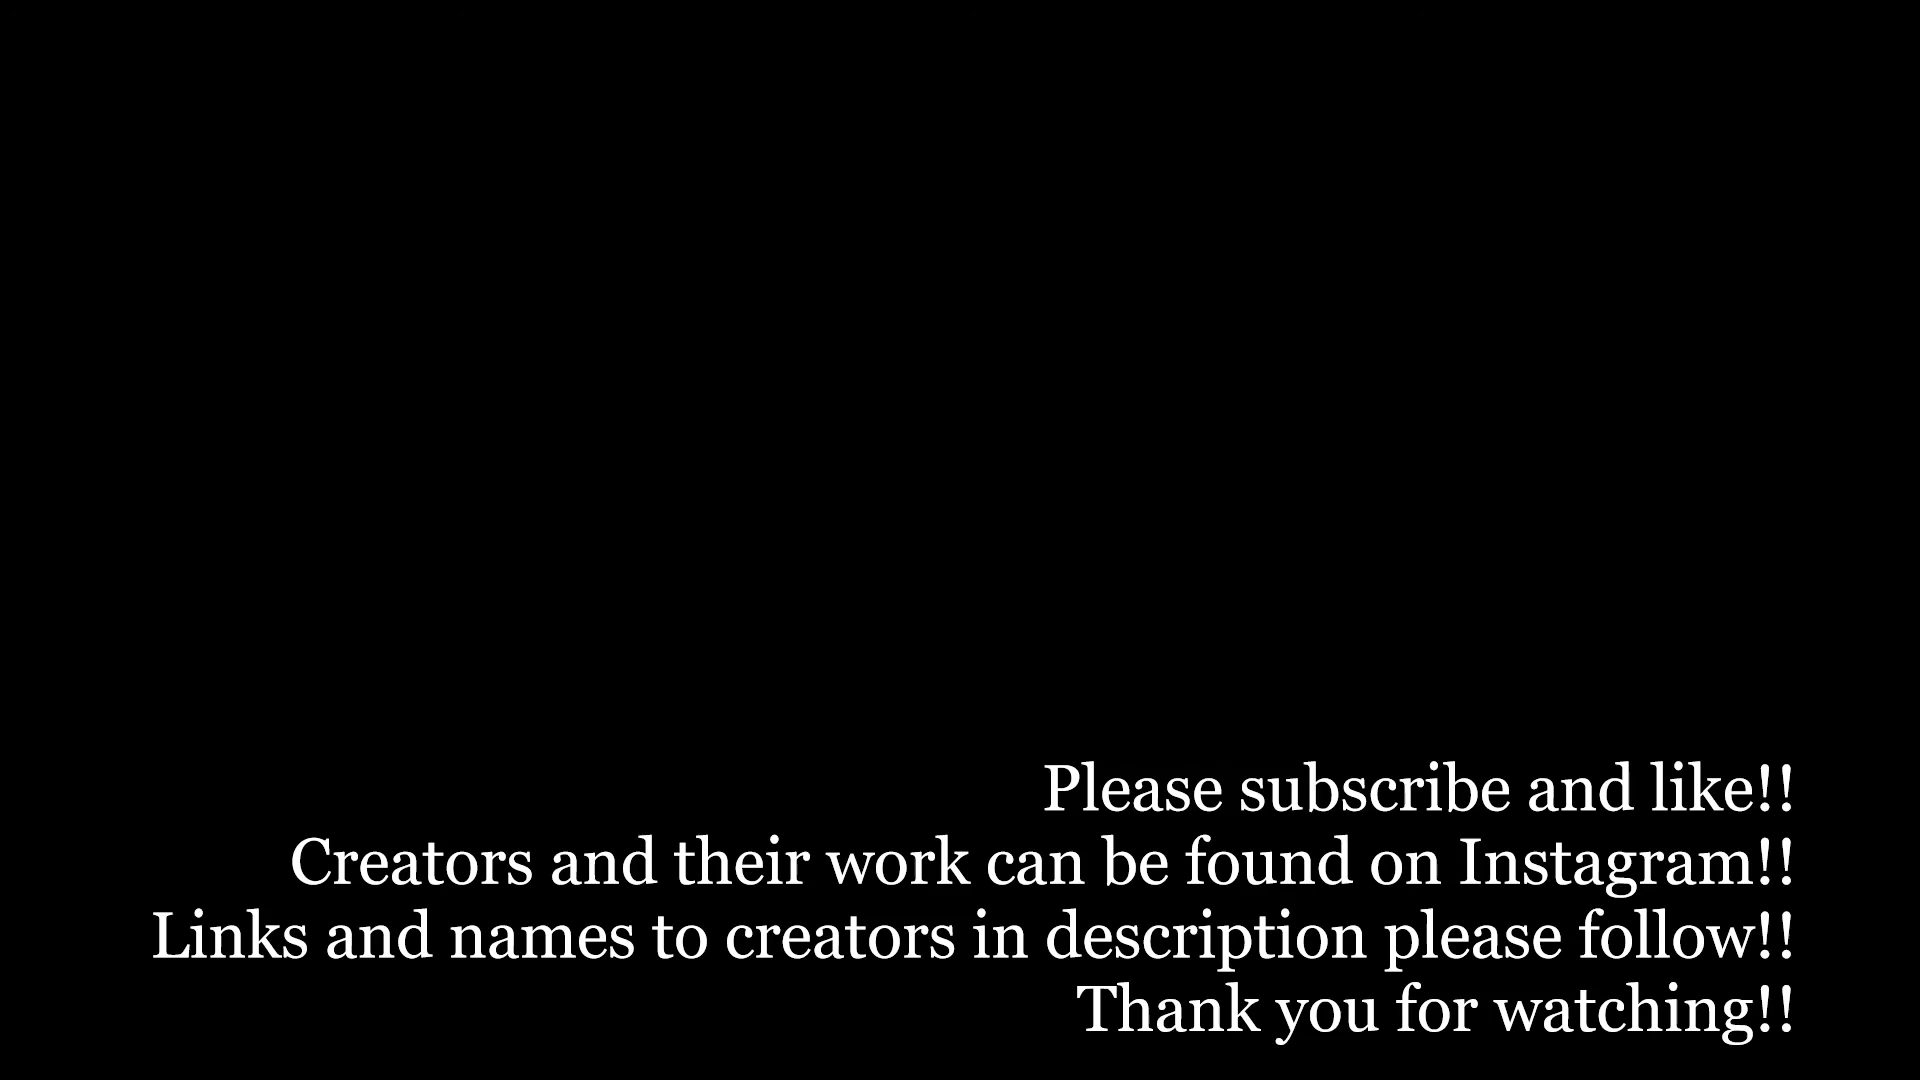 Please subscribe and like!!
Creators and their work can be found on Instagram!!
Links and names to creators in description please follow!!
Thank you for watching!!